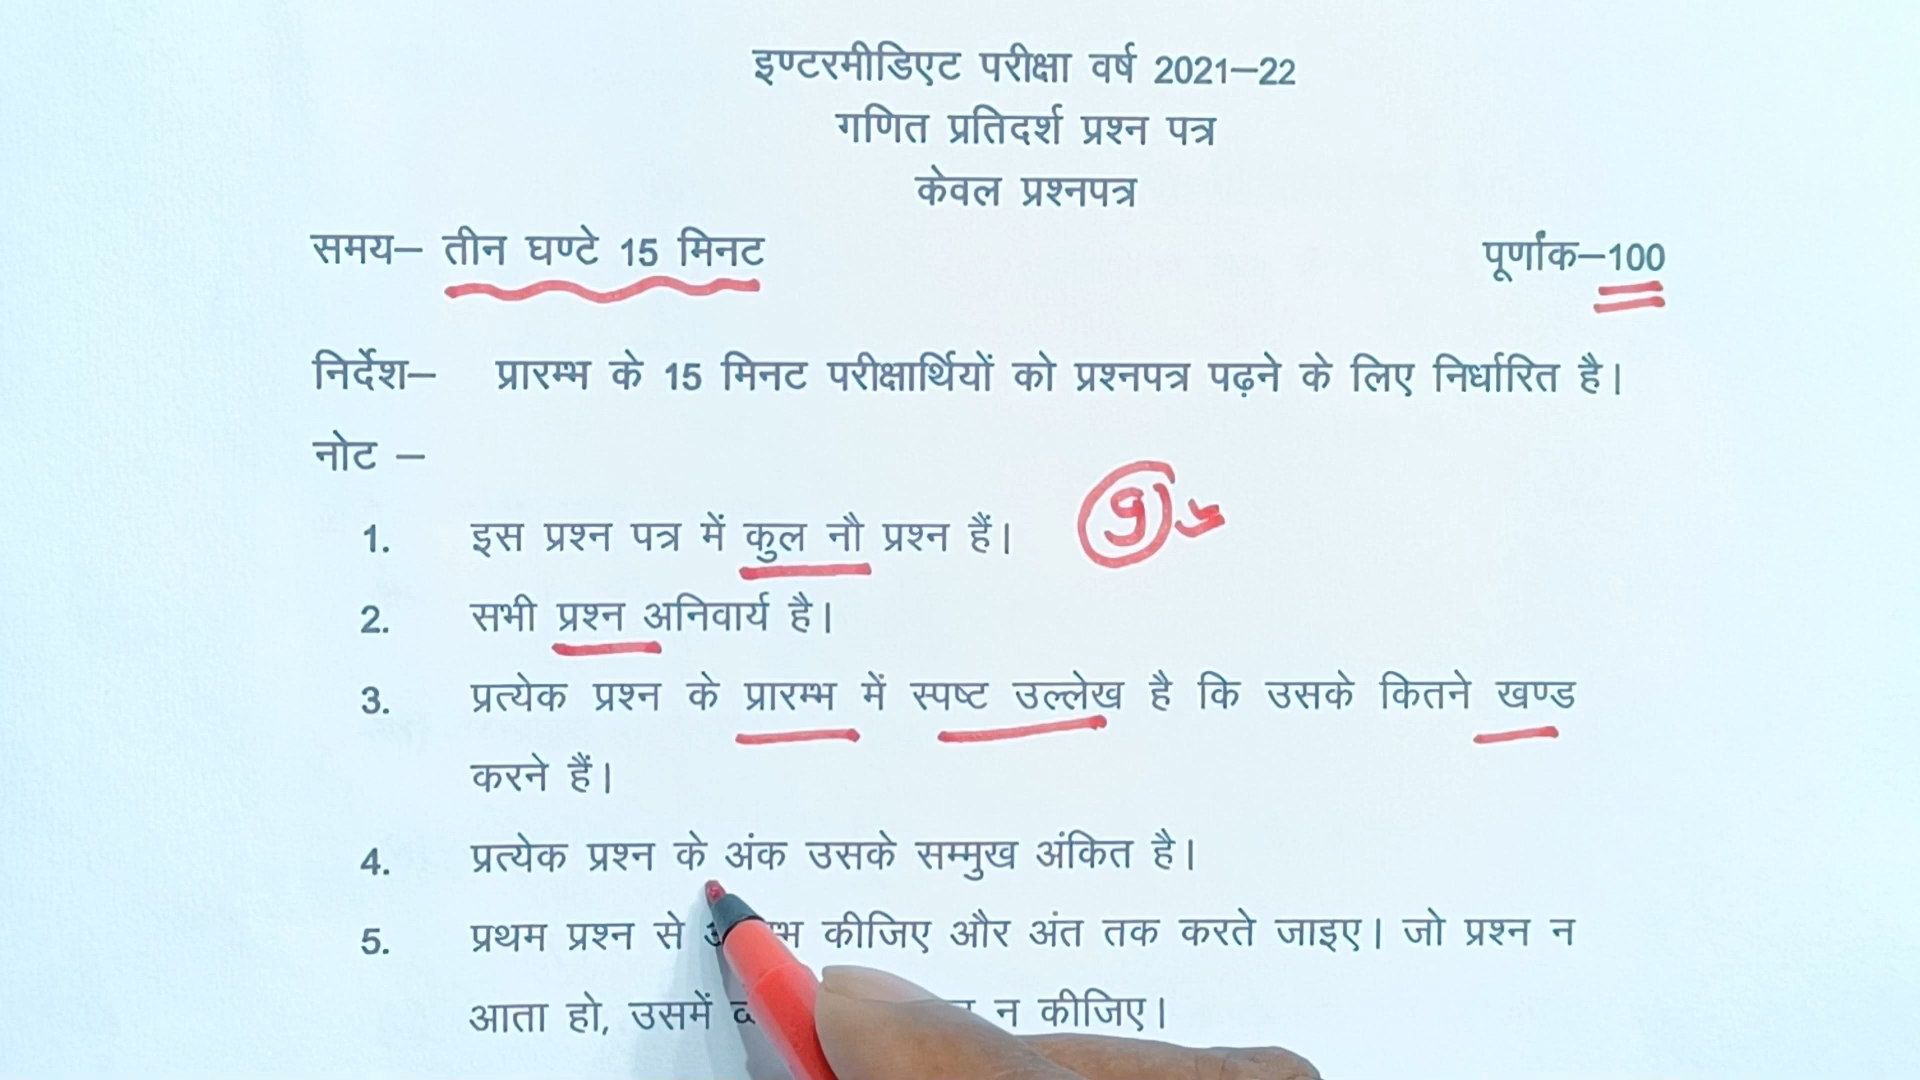 इण्टरमीडिएट परीक्षा वर्ष 2021–22
गणित प्रतिदर्श प्रश्न पत्र
केवल प्रश्नपत्र
समय– तीन घण्टे 15 मिनट पूर्णांक–100
निर्देश– प्रारम्भ के 15 मिनट परीक्षार्थियों को प्रश्नपत्र पढ़ने के लिए निर्धारित है।
नोट –
1. इस प्रश्न पत्र में कुल नौ प्रश्न हैं। 9
2. सभी प्रश्न अनिवार्य है।
3. प्रत्येक प्रश्न के प्रारम्भ में स्पष्ट उल्लेख है कि उसके कितने खण्ड
करने हैं।
4. प्रत्येक प्रश्न के अंक उसके सम्मुख अंकित है।
5. प्रथम प्रश्न से कीजिए और अंत तक करते जाइए। जो प्रश्न न
आता हो, उसमें न कीजिए।